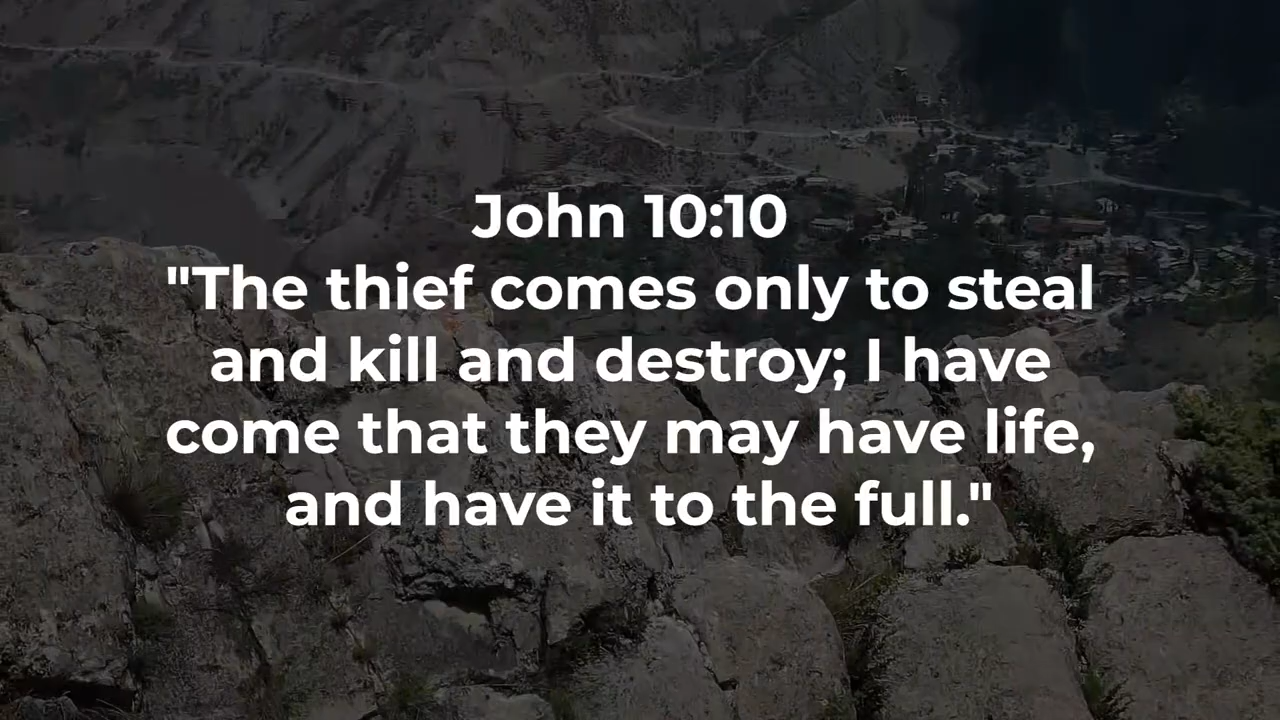 John 10:10
"The thief comes only to steal
and kill and destroy; I have
come that they may have life,
and have it to the full."